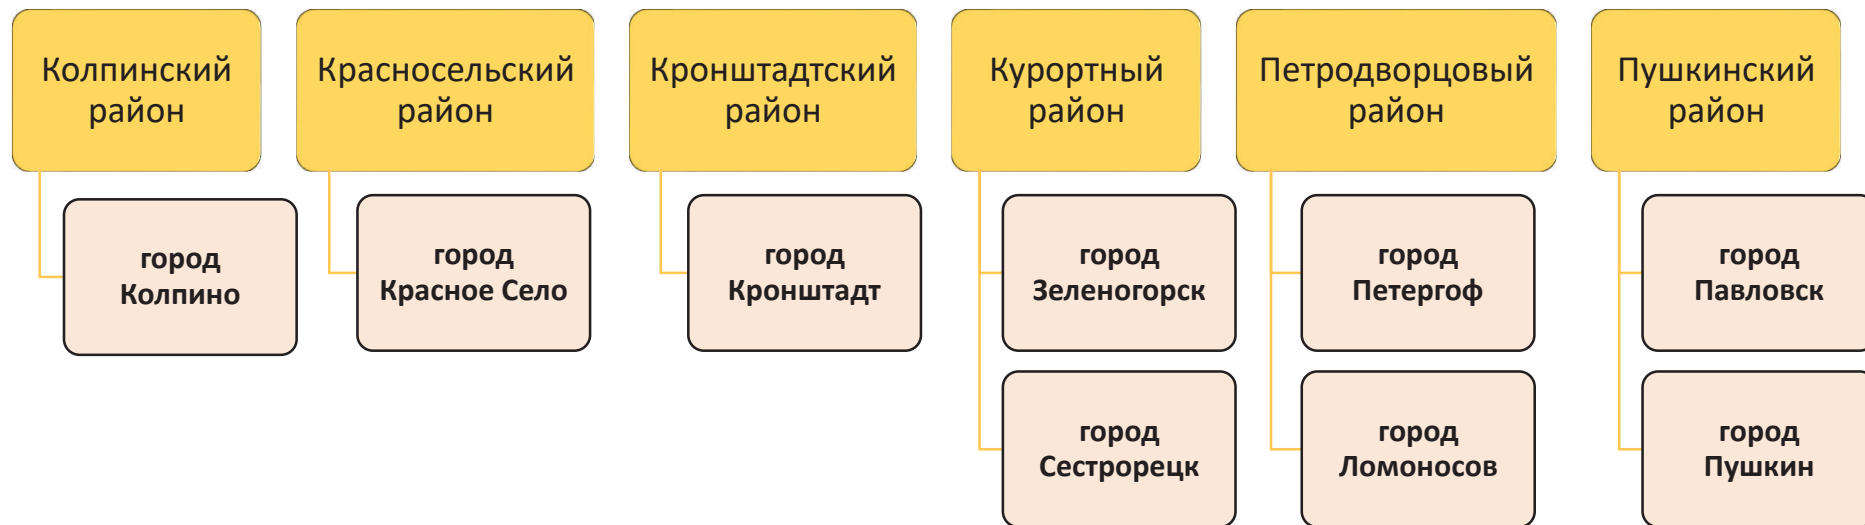 Колпинский
район
Красносельский
район
Кронштадтский
район
Курортный
район
Петродворцовый
район
Пушкинский
район
город
Колпино
город
Красное Село
город
Кронштадт
город
Зеленогорск
город
Петергоф
город
Павловск
город
Сестрорецк
город
Ломоносов
город
Пушкин